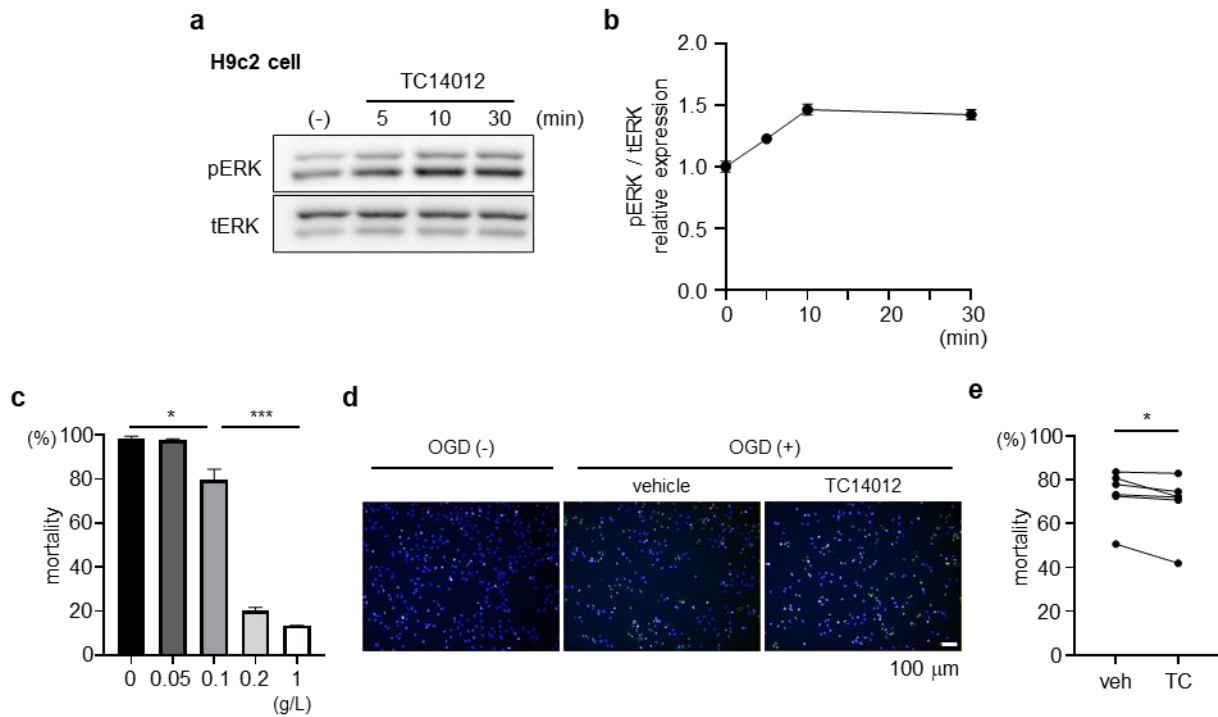 a
H9c2 cell
TC14012
(-) 5 10 30 (min)
pERK
tERK
b
pERK / tERK
relative expression
2.0
1.5
1.0
0.5
0.0
0 10 20 30
(min)
c
(%)
mortality
* ***
100
80
60
40
20
0
0 0.05 0.1 0.2 1
(g/L)
d
OGD (-) OGD (+)
vehicle TC14012
100 μm
e
(%)
mortality
*
100
80
60
40
20
0
veh TC